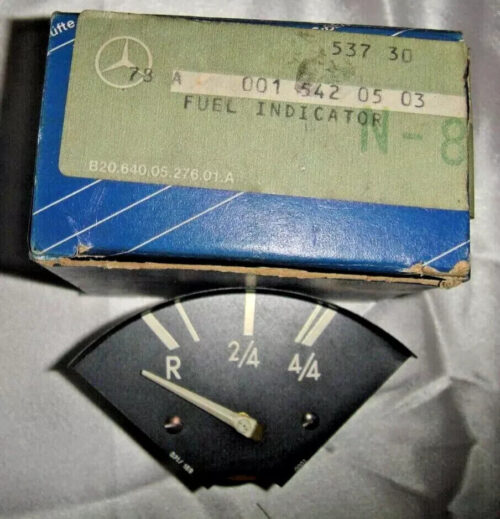 537 30
78 A 001 542 05 03
FUEL INDICATOR
N-8
B20.640.05.276.01.A
R 2/4 4/4